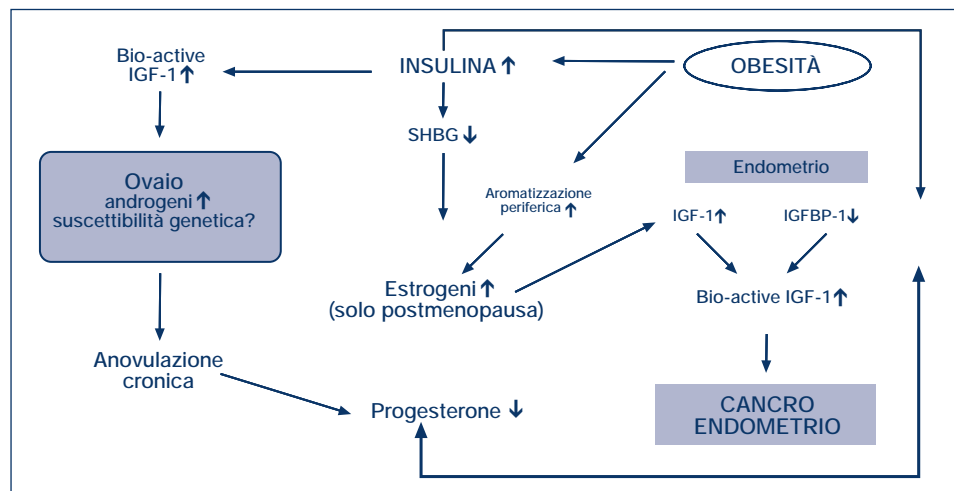 Bio-active
IGF-1↑
INSULINA ↑
OBESITÀ
SHBG ↓
Ovaio
androgeni ↑
suscettibilità genetica?
Endometrio
Aromatizzazione
periferica ↑
IGF-1↑
IGFBP-1↓
Estrogeni ↑
(solo postmenopausa)
Bio-active IGF-1↑
Anovulazione
cronica
Progesterone ↓
CANCRO
ENDOMETRIO